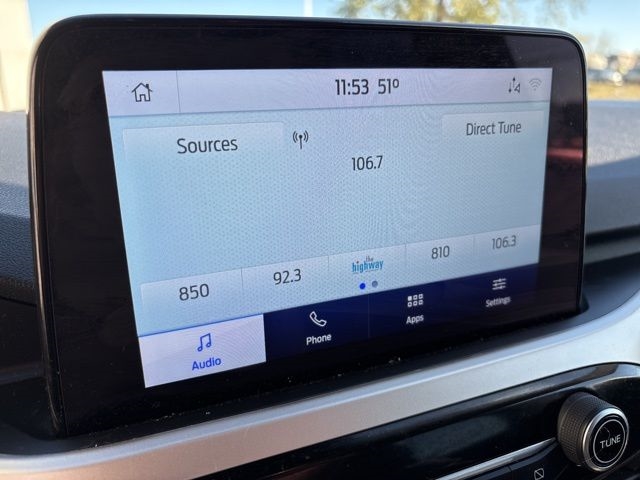 11:53 51°
Sources
Direct Tune
106.7
850
92.3
the highway
810
106.3
Audio
Phone
Apps
Settings
TUNE